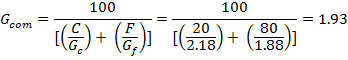 G_com = 100 / [(C/G_c) + (F/G_f)] = 100 / [(20/2.18) + (80/1.88)] = 1.93